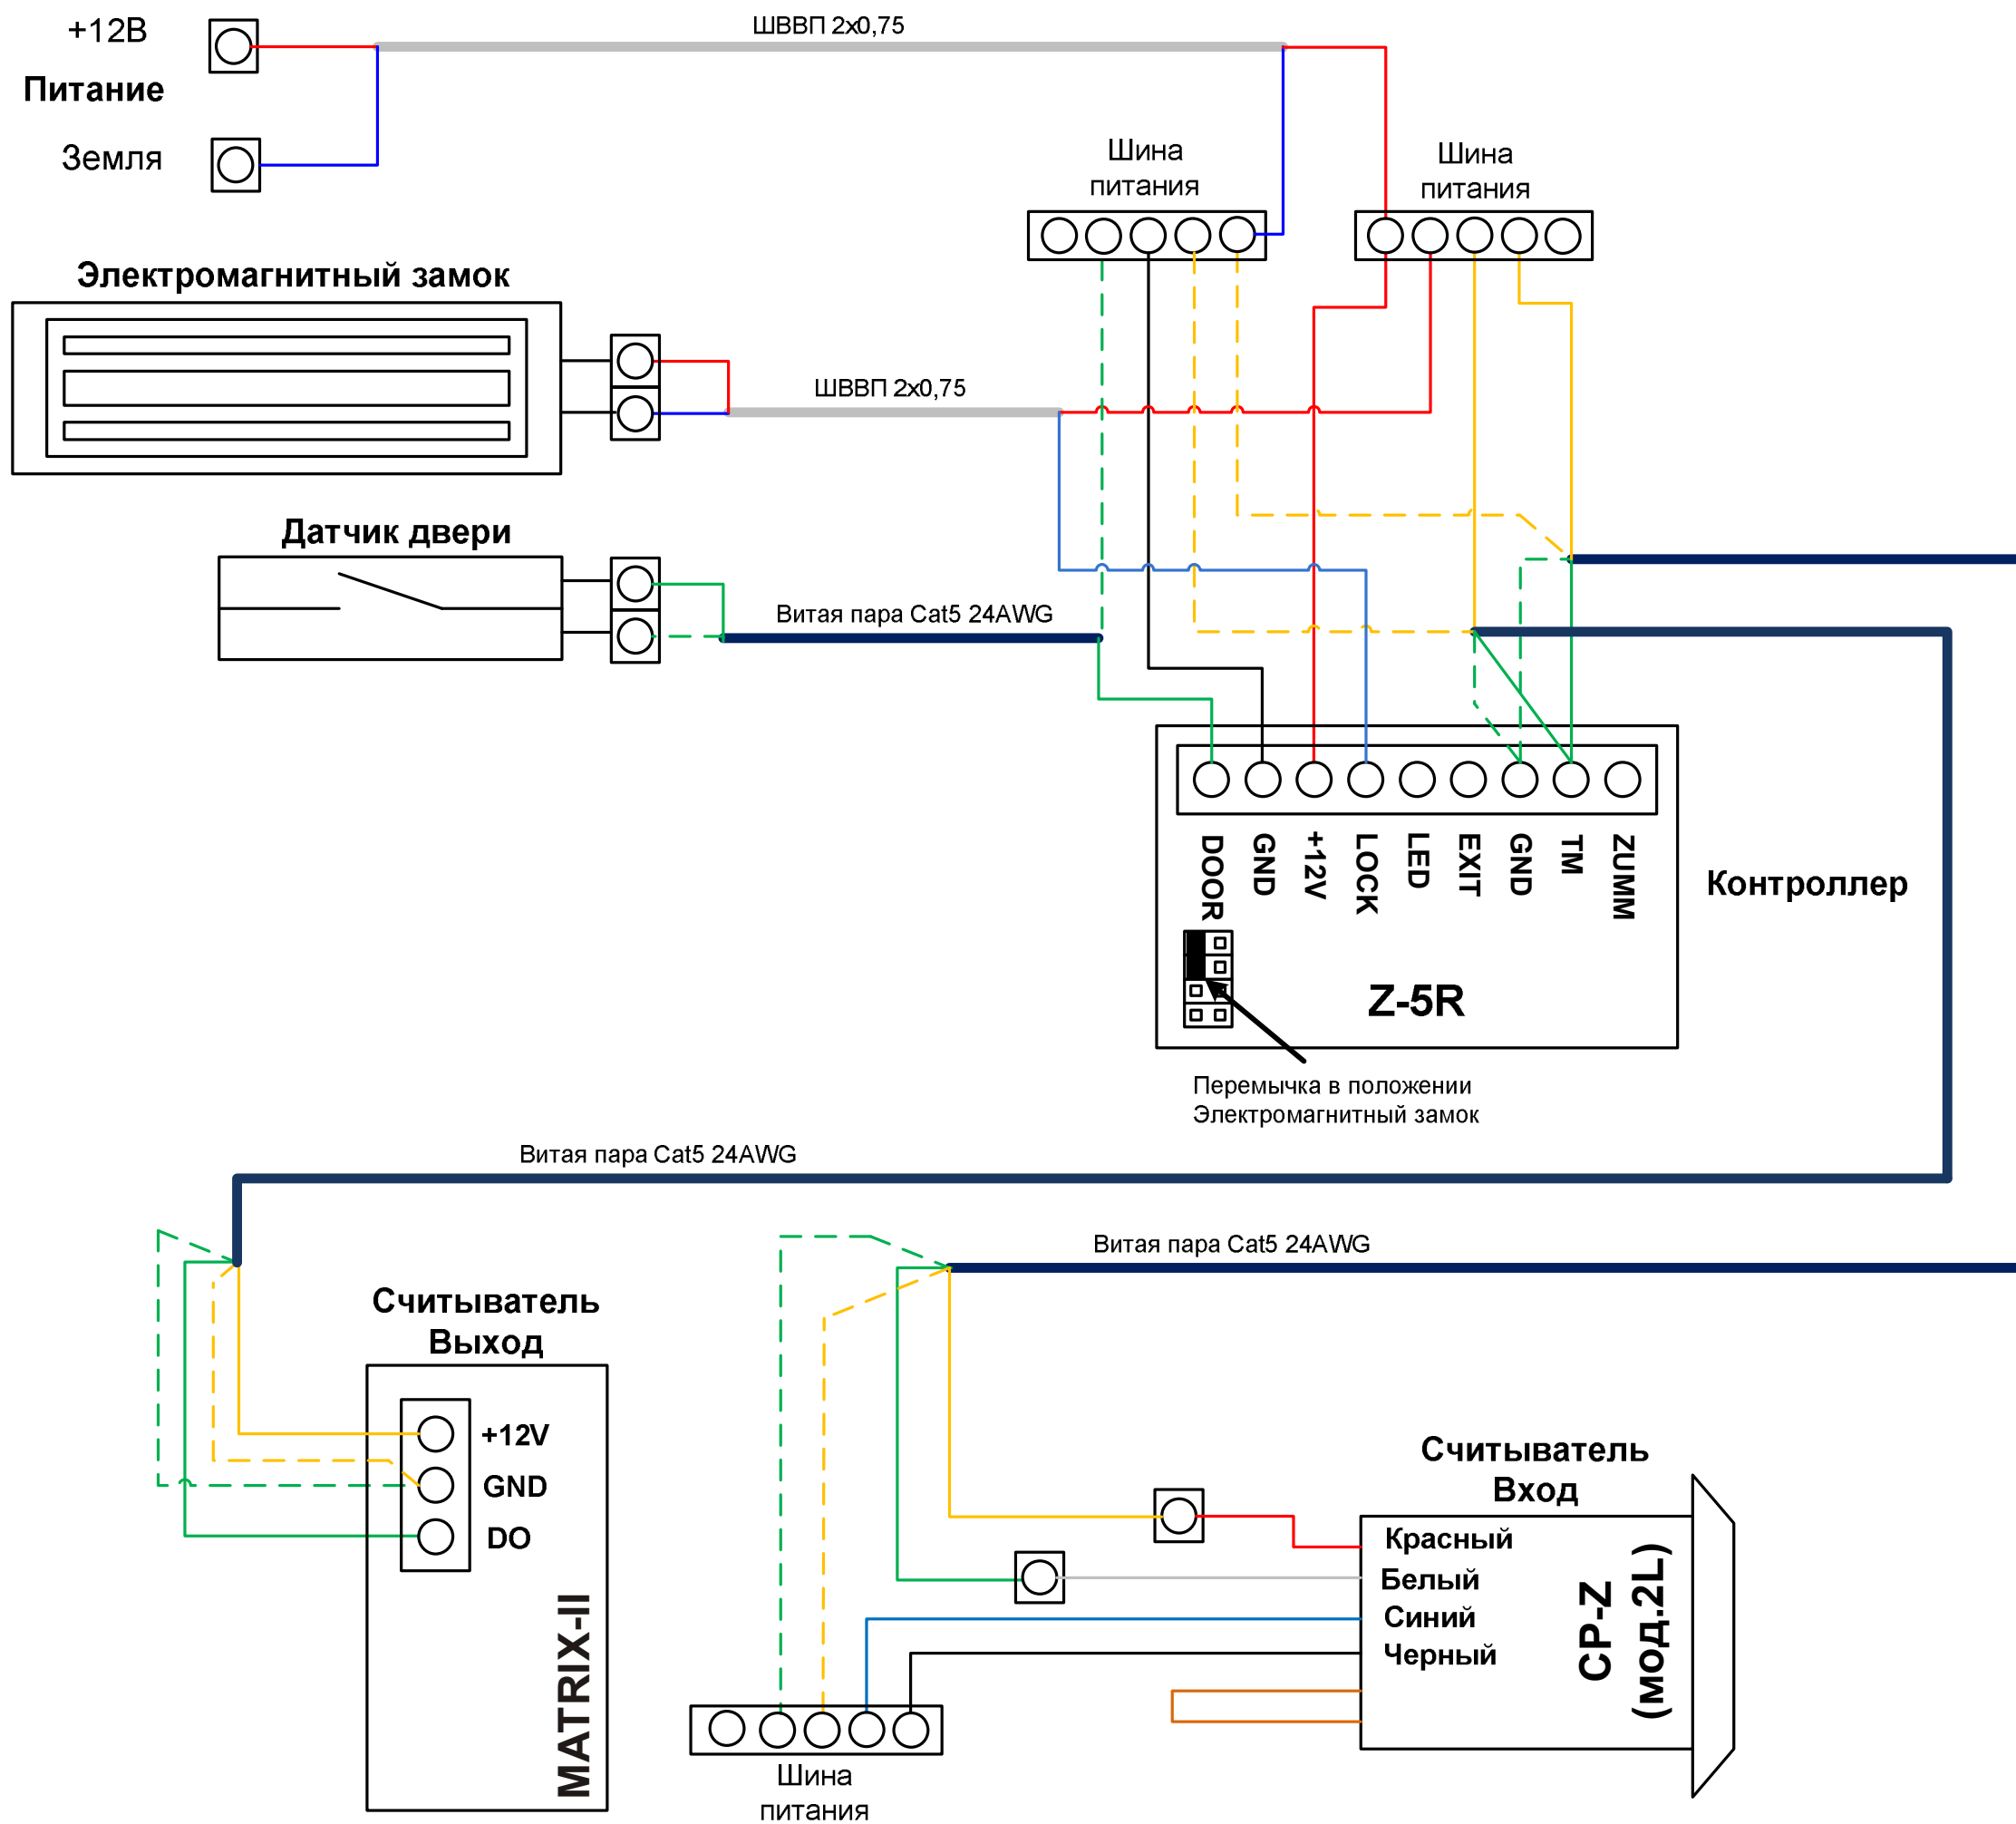 +12В
Питание
Земля
ШВВП 2x0,75
Шина
питания
Шина
питания
Электромагнитный замок
ШВВП 2x0,75
Датчик двери
Витая пара Cat5 24AWG
DOOR
GND
+12V
LOCK
LED
EXIT
GND
TM
ZUMM
Контроллер
Z-5R
Перемычка в положении
Электромагнитный замок
Витая пара Cat5 24AWG
Витая пара Cat5 24AWG
Считыватель
Выход
+12V
GND
DO
MATRIX-II
Считыватель
Вход
Красный
Белый
Синий
Черный
CP-Z
(мод.2L)
Шина
питания